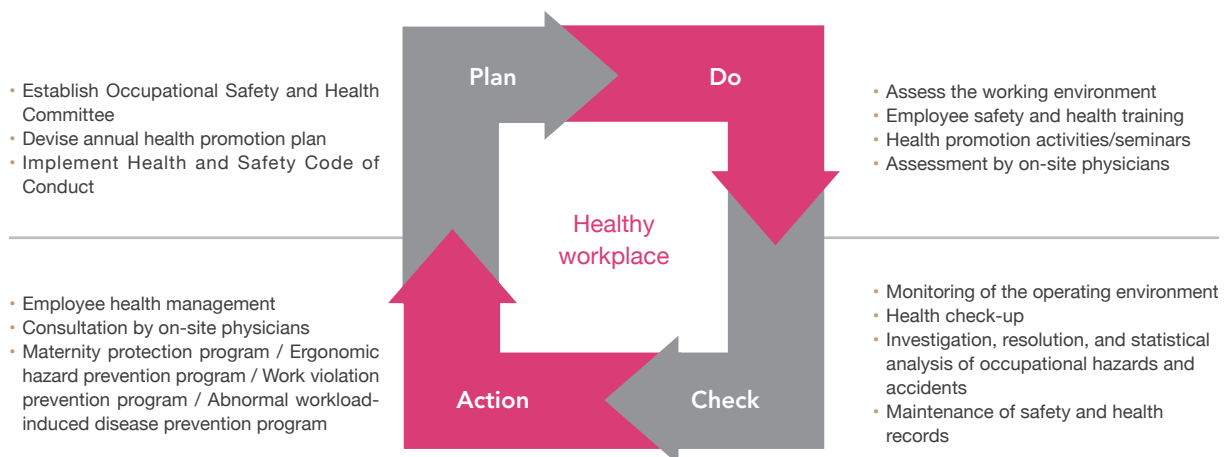 Plan
Do
• Establish Occupational Safety and Health
Committee
• Devise annual health promotion plan
• Implement Health and Safety Code of
Conduct
• Assess the working environment
• Employee safety and health training
• Health promotion activities/seminars
• Assessment by on-site physicians
Healthy
workplace
• Employee health management
• Consultation by on-site physicians
• Maternity protection program / Ergonomic
hazard prevention program / Work violation
prevention program / Abnormal workload-
induced disease prevention program
Action
Check
• Monitoring of the operating environment
• Health check-up
• Investigation, resolution, and statistical
analysis of occupational hazards and
accidents
• Maintenance of safety and health
records